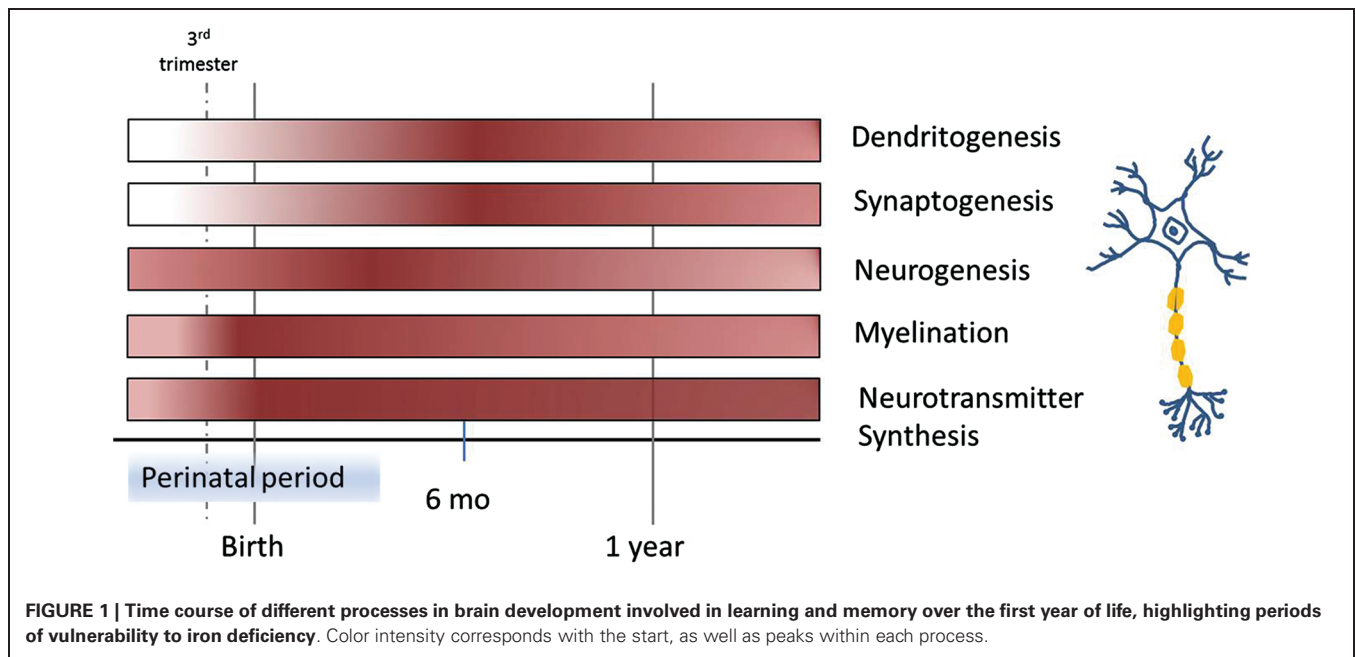 3rd
trimester
Dendritogenesis
Synaptogenesis
Neurogenesis
Myelination
Neurotransmitter
Synthesis
Perinatal period
6 mo
Birth
1 year
FIGURE 1 | Time course of different processes in brain development involved in learning and memory over the first year of life, highlighting periods
of vulnerability to iron deficiency. Color intensity corresponds with the start, as well as peaks within each process.